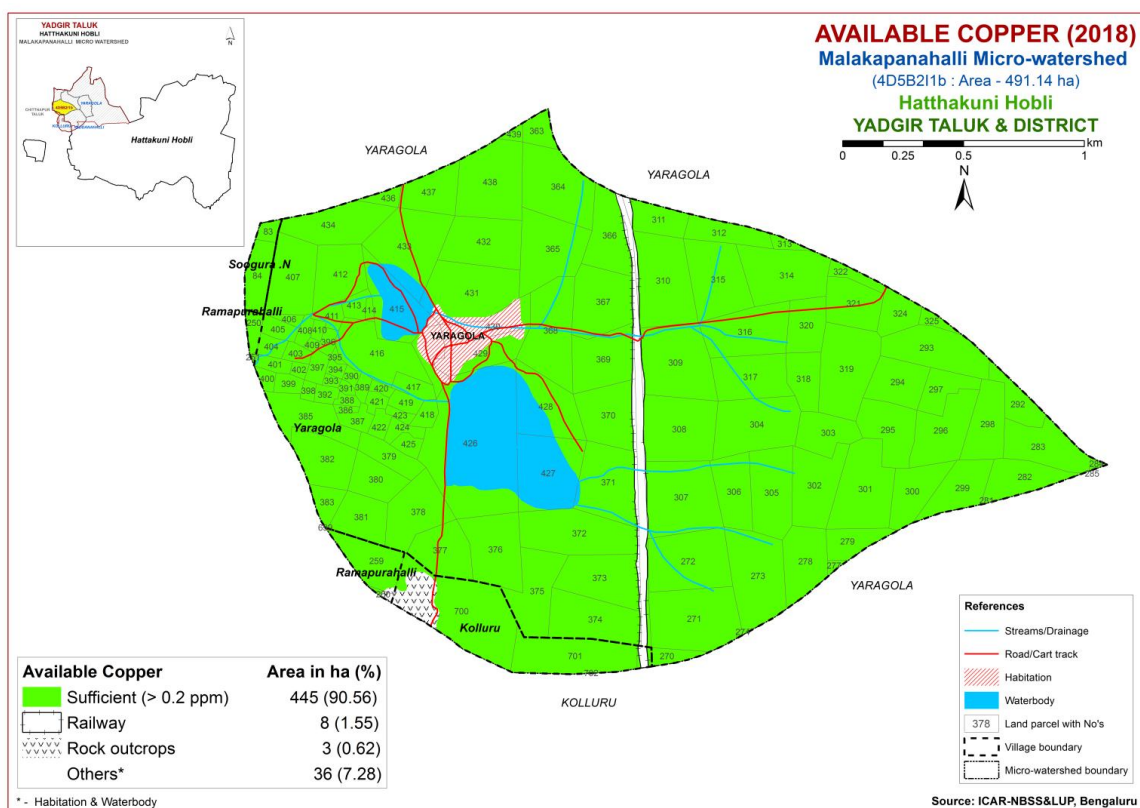 YADGIR TALUK
HATTHAKUNI HOBLI
MALAKAPANAHALLI MICRO WATERSHED
N
CHITTHAPUR
TALUK
YARAGOLA
4D5B2I1b
KOLLURU
Hattakuni Hobli
AVAILABLE COPPER (2018)
Malakapanahalli Micro-watershed
(4D5B2I1b : Area - 491.14 ha)
Hatthakuni Hobli
YADGIR TALUK & DISTRICT
km
0 0.25 0.5 1
N
YARAGOLA
YARAGOLA
439 363
438 364
436 437
434 83
311 312 313
433 432 365 366
Soogura .N
84 407 412
310 315 314 322
431 367 321
Ramapurahalli
250 406 411 413 414 415
324 325
405 408 410 430 368 316 320
YARAGOLA
404 409 396
403 395 416 429 369 309 293
401 402 397 394
400 399 393 390 317 318 319
398 392 391 389 420 417 294 297
388 421 419 428 370 292
386 423 418
385 387 422 424 308 304 303 295 296 298
Yaragola
425 426 283
382 379 427 371
380 307 306 305 302 301 300 299 282 285
383 281
381 378 372 279
377 376 272 278
259 373 273
Ramapurahalli
375 YARAGOLA
700 374 271
Kolluru
701 270
702
KOLLURU
Available Copper Area in ha (%)
Sufficient (> 0.2 ppm) 445 (90.56)
Railway 8 (1.55)
Rock outcrops 3 (0.62)
Others* 36 (7.28)
* - Habitation & Waterbody
References
Streams/Drainage
Road/Cart track
Habitation
Waterbody
378 Land parcel with No's
Village boundary
Micro-watershed boundary
Source: ICAR-NBSS&LUP, Bengaluru